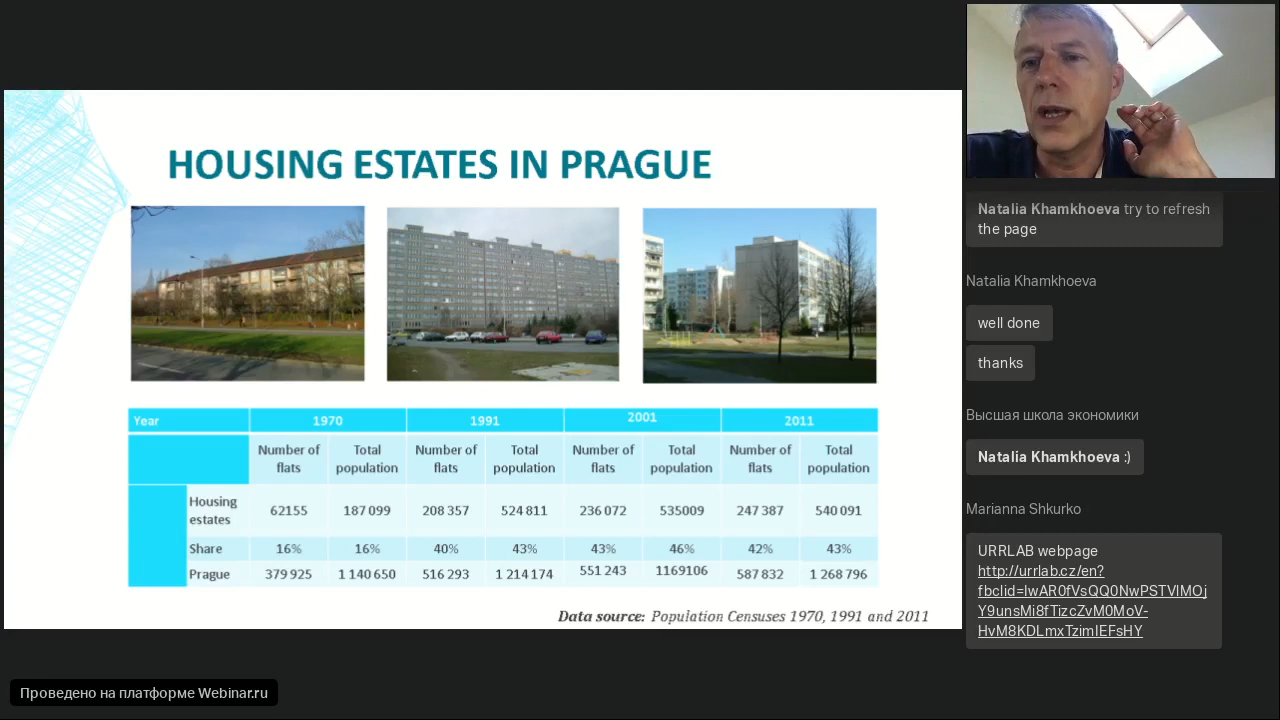 HOUSING ESTATES IN PRAGUE
Year 1970 1991 2001 2011
Number of flats Total population Number of flats Total population Number of flats Total population Number of flats Total population
Housing estates 62155 187 099 208 357 524 811 236 072 535009 247 387 540 091
Share 16% 16% 40% 43% 43% 46% 42% 43%
Prague 379 925 1 140 650 516 293 1 214 174 551 243 1169106 587 832 1 268 796
Data source: Population Censuses 1970, 1991 and 2011
Natalia Khamkhoeva try to refresh
the page
Natalia Khamkhoeva
well done
thanks
Высшая школа экономики
Natalia Khamkhoeva :)
Marianna Shkurko
URRLAB webpage
http://urrlab.cz/en?
fbclid=IwAR0fVsQQ0NwPSTVlMOj
Y9unsMi8fTizcZvM0MoV-
HvM8KDLmxTzimIEFsHY
Проведено на платформе Webinar.ru